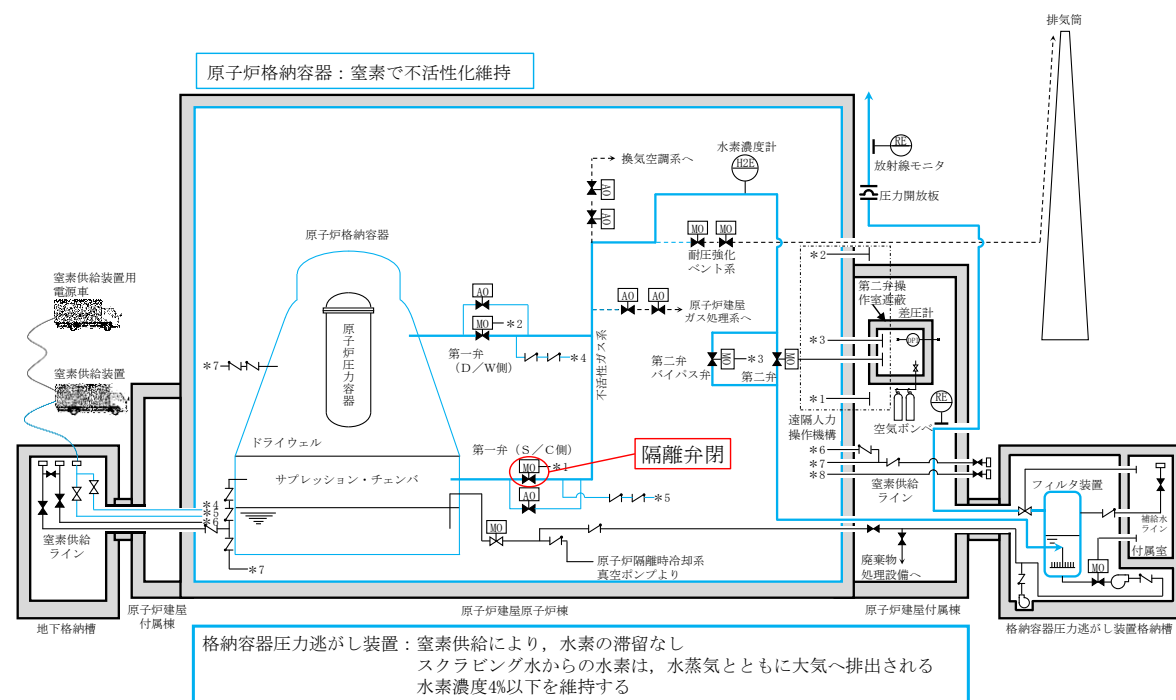 排気筒
原子炉格納容器：窒素で不活性化維持
水素濃度計
H2E
換気空調系へ
AO
AO
RE
放射線モニタ
圧力開放板
MO
MO
耐圧強化
ベント系
原子炉格納容器
＊2
窒素供給装置用
電源車
AO
MO
＊2
第一弁
（D／W側）
＊4
AO
AO
原子炉建屋
ガス処理系へ
不活性ガス系
原子炉圧力容器
第二弁操
作室遮蔽
差圧計
DP
＊3
第二弁
バイパス弁
MO
＊3
第二弁
MO
＊7
窒素供給装置
＊1
遠隔人力
操作機構
空気ボンベ
RE
ドライウェル
第一弁（S／C側）
MO
＊1
隔離弁閉
AO
＊5
サプレッション・チェンバ
＊6
＊7
＊8
窒素供給
ライン
フィルタ装置
補給水
ライン
付属室
MO
＊4
＊5
＊6
窒素供給
ライン
＊7
MO
原子炉隔離時冷却系
真空ポンプより
廃棄物
処理設備へ
原子炉建屋
付属棟
原子炉建屋原子炉棟
原子炉建屋付属棟
地下格納槽
格納容器圧力逃がし装置格納槽
格納容器圧力逃がし装置：窒素供給により，水素の滞留なし
スクラビング水からの水素は，水蒸気とともに大気へ排出される
水素濃度4%以下を維持する